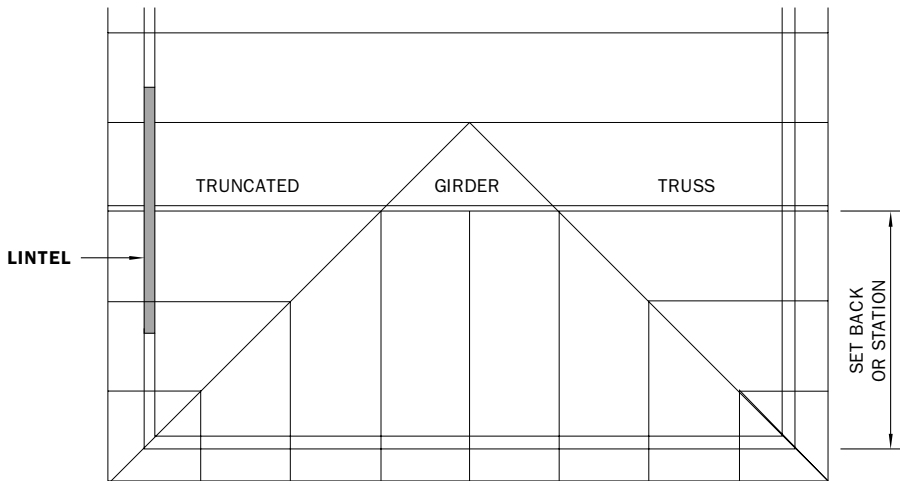 TRUNCATED GIRDER TRUSS
LINTEL
SET BACK
OR STATION